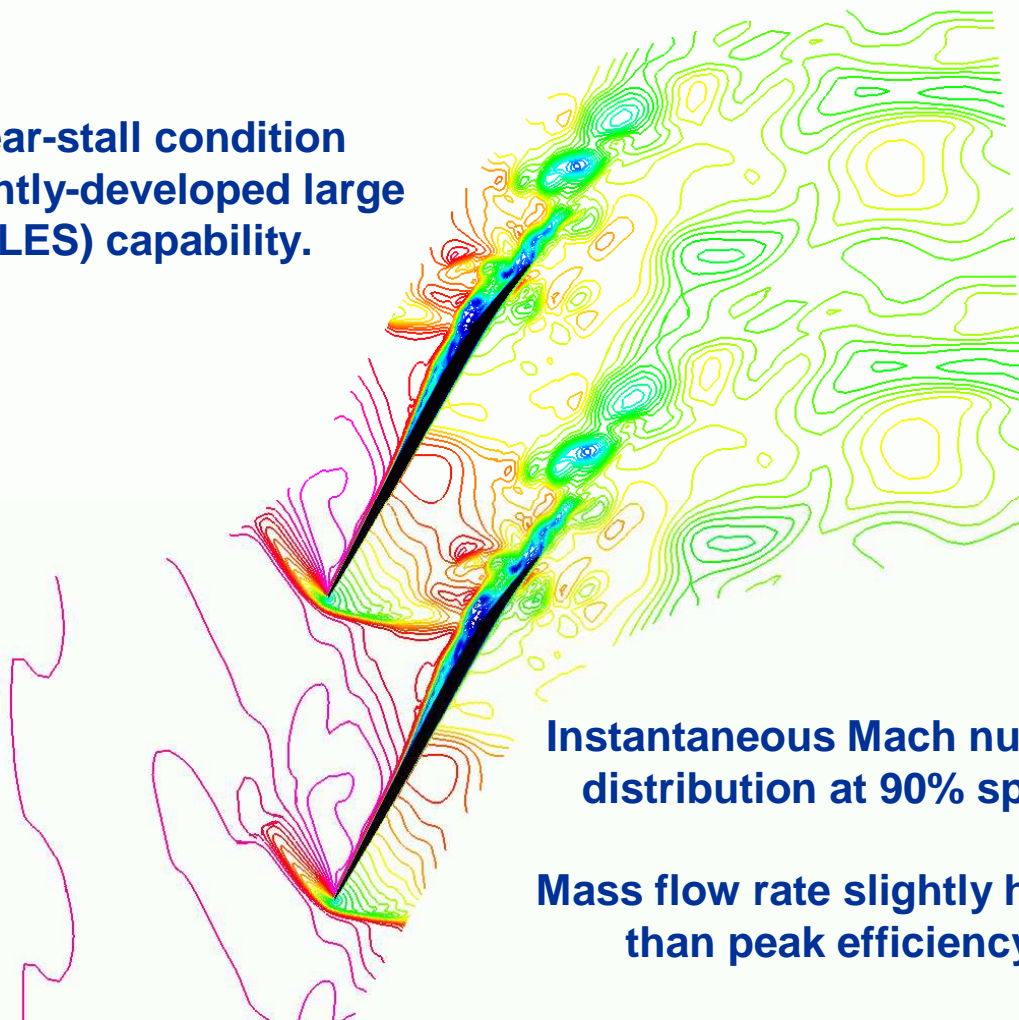 ear-stall condition
ntly-developed large
LES) capability.
Instantaneous Mach nu
distribution at 90% sp
Mass flow rate slightly h
than peak efficiency